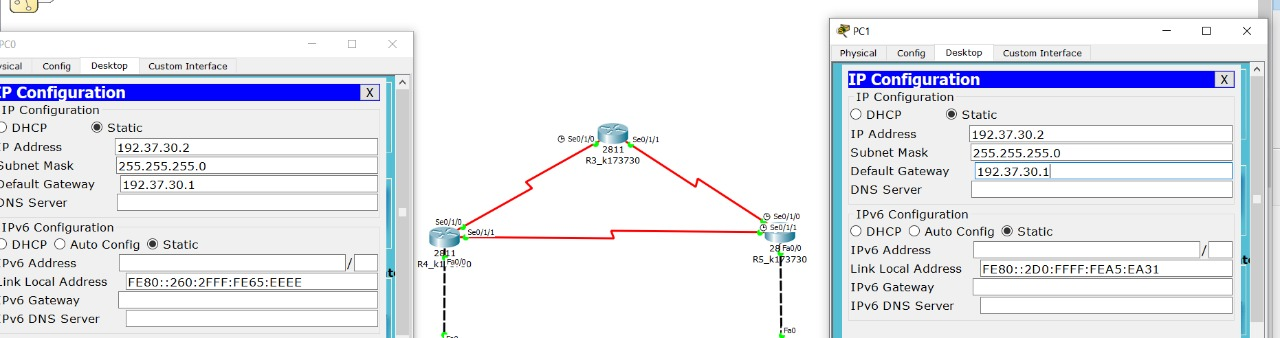 PC0
ysical Config Desktop Custom Interface
IP Configuration X
IP Configuration
DHCP Static
IP Address 192.37.30.2
Subnet Mask 255.255.255.0
Default Gateway 192.37.30.1
DNS Server
IPv6 Configuration
DHCP Auto Config Static
IPv6 Address /
Link Local Address FE80::260:2FFF:FE65:EEEE
IPv6 Gateway
IPv6 DNS Server
Se0/1/0 Se0/1/1
2811
R3_k173730
Se0/1/0
Se0/1/1
2811
Fa0/0
Fa0
Se0/1/0
Se0/1/1
28 Fa0/0
R5_k173730
Fa0
PC1
Physical Config Desktop Custom Interface
IP Configuration X
IP Configuration
DHCP Static
IP Address 192.37.30.2
Subnet Mask 255.255.255.0
Default Gateway 192.37.30.1
DNS Server
IPv6 Configuration
DHCP Auto Config Static
IPv6 Address /
Link Local Address FE80::2D0:FFFF:FEA5:EA31
IPv6 Gateway
IPv6 DNS Server